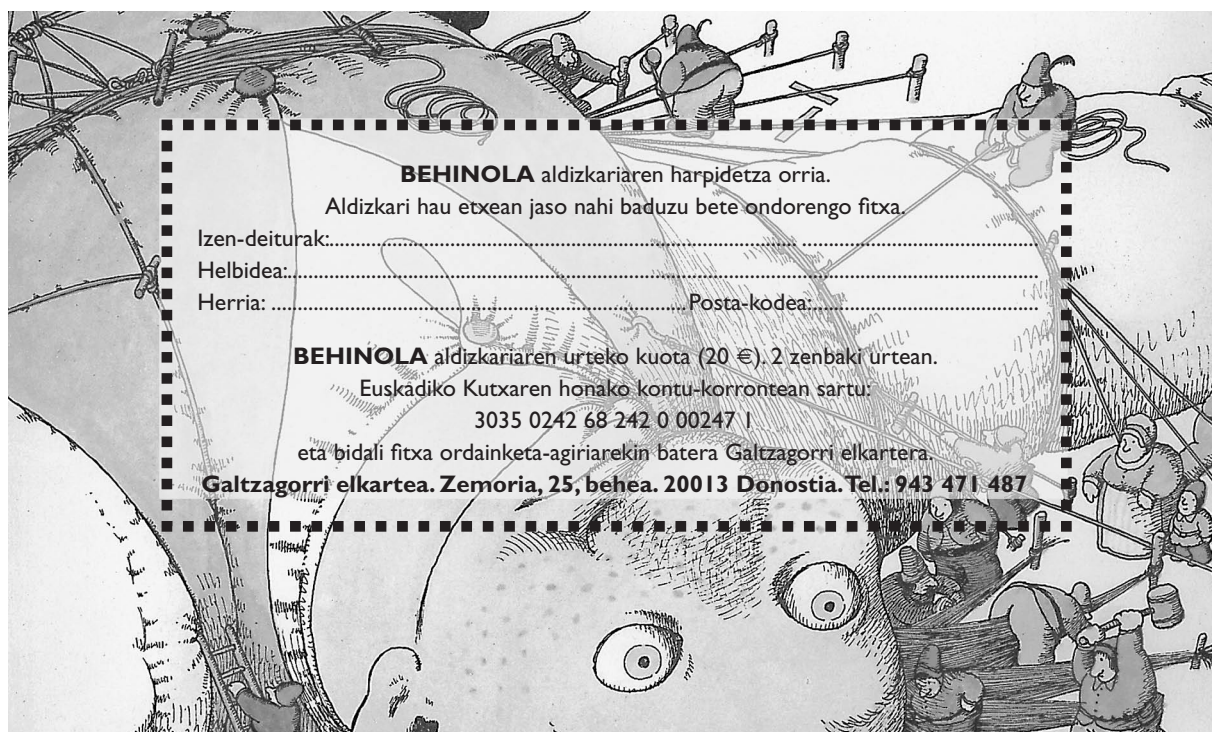 BEHINOLA aldizkariaren harpidetza orria.
Aldizkari hau etxean jaso nahi baduzu bete ondorengo fitxa.
Izen-deiturak:...........................................................................................................................
Helbidea:...................................................................................................................................
Herria: .......................................................................Posta-kodea:......................................
BEHINOLA aldizkariaren urteko kuota (20 €). 2 zenbaki urtean.
Euskadiko Kutxaren honako kontu-korrontean sartu:
3035 0242 68 242 0 00247 1
eta bidali fitxa ordainketa-agiriarekin batera Galtzagorri elkartera.
Galtzagorri elkartea. Zemoria, 25, behea. 20013 Donostia. Tel.: 943 471 487